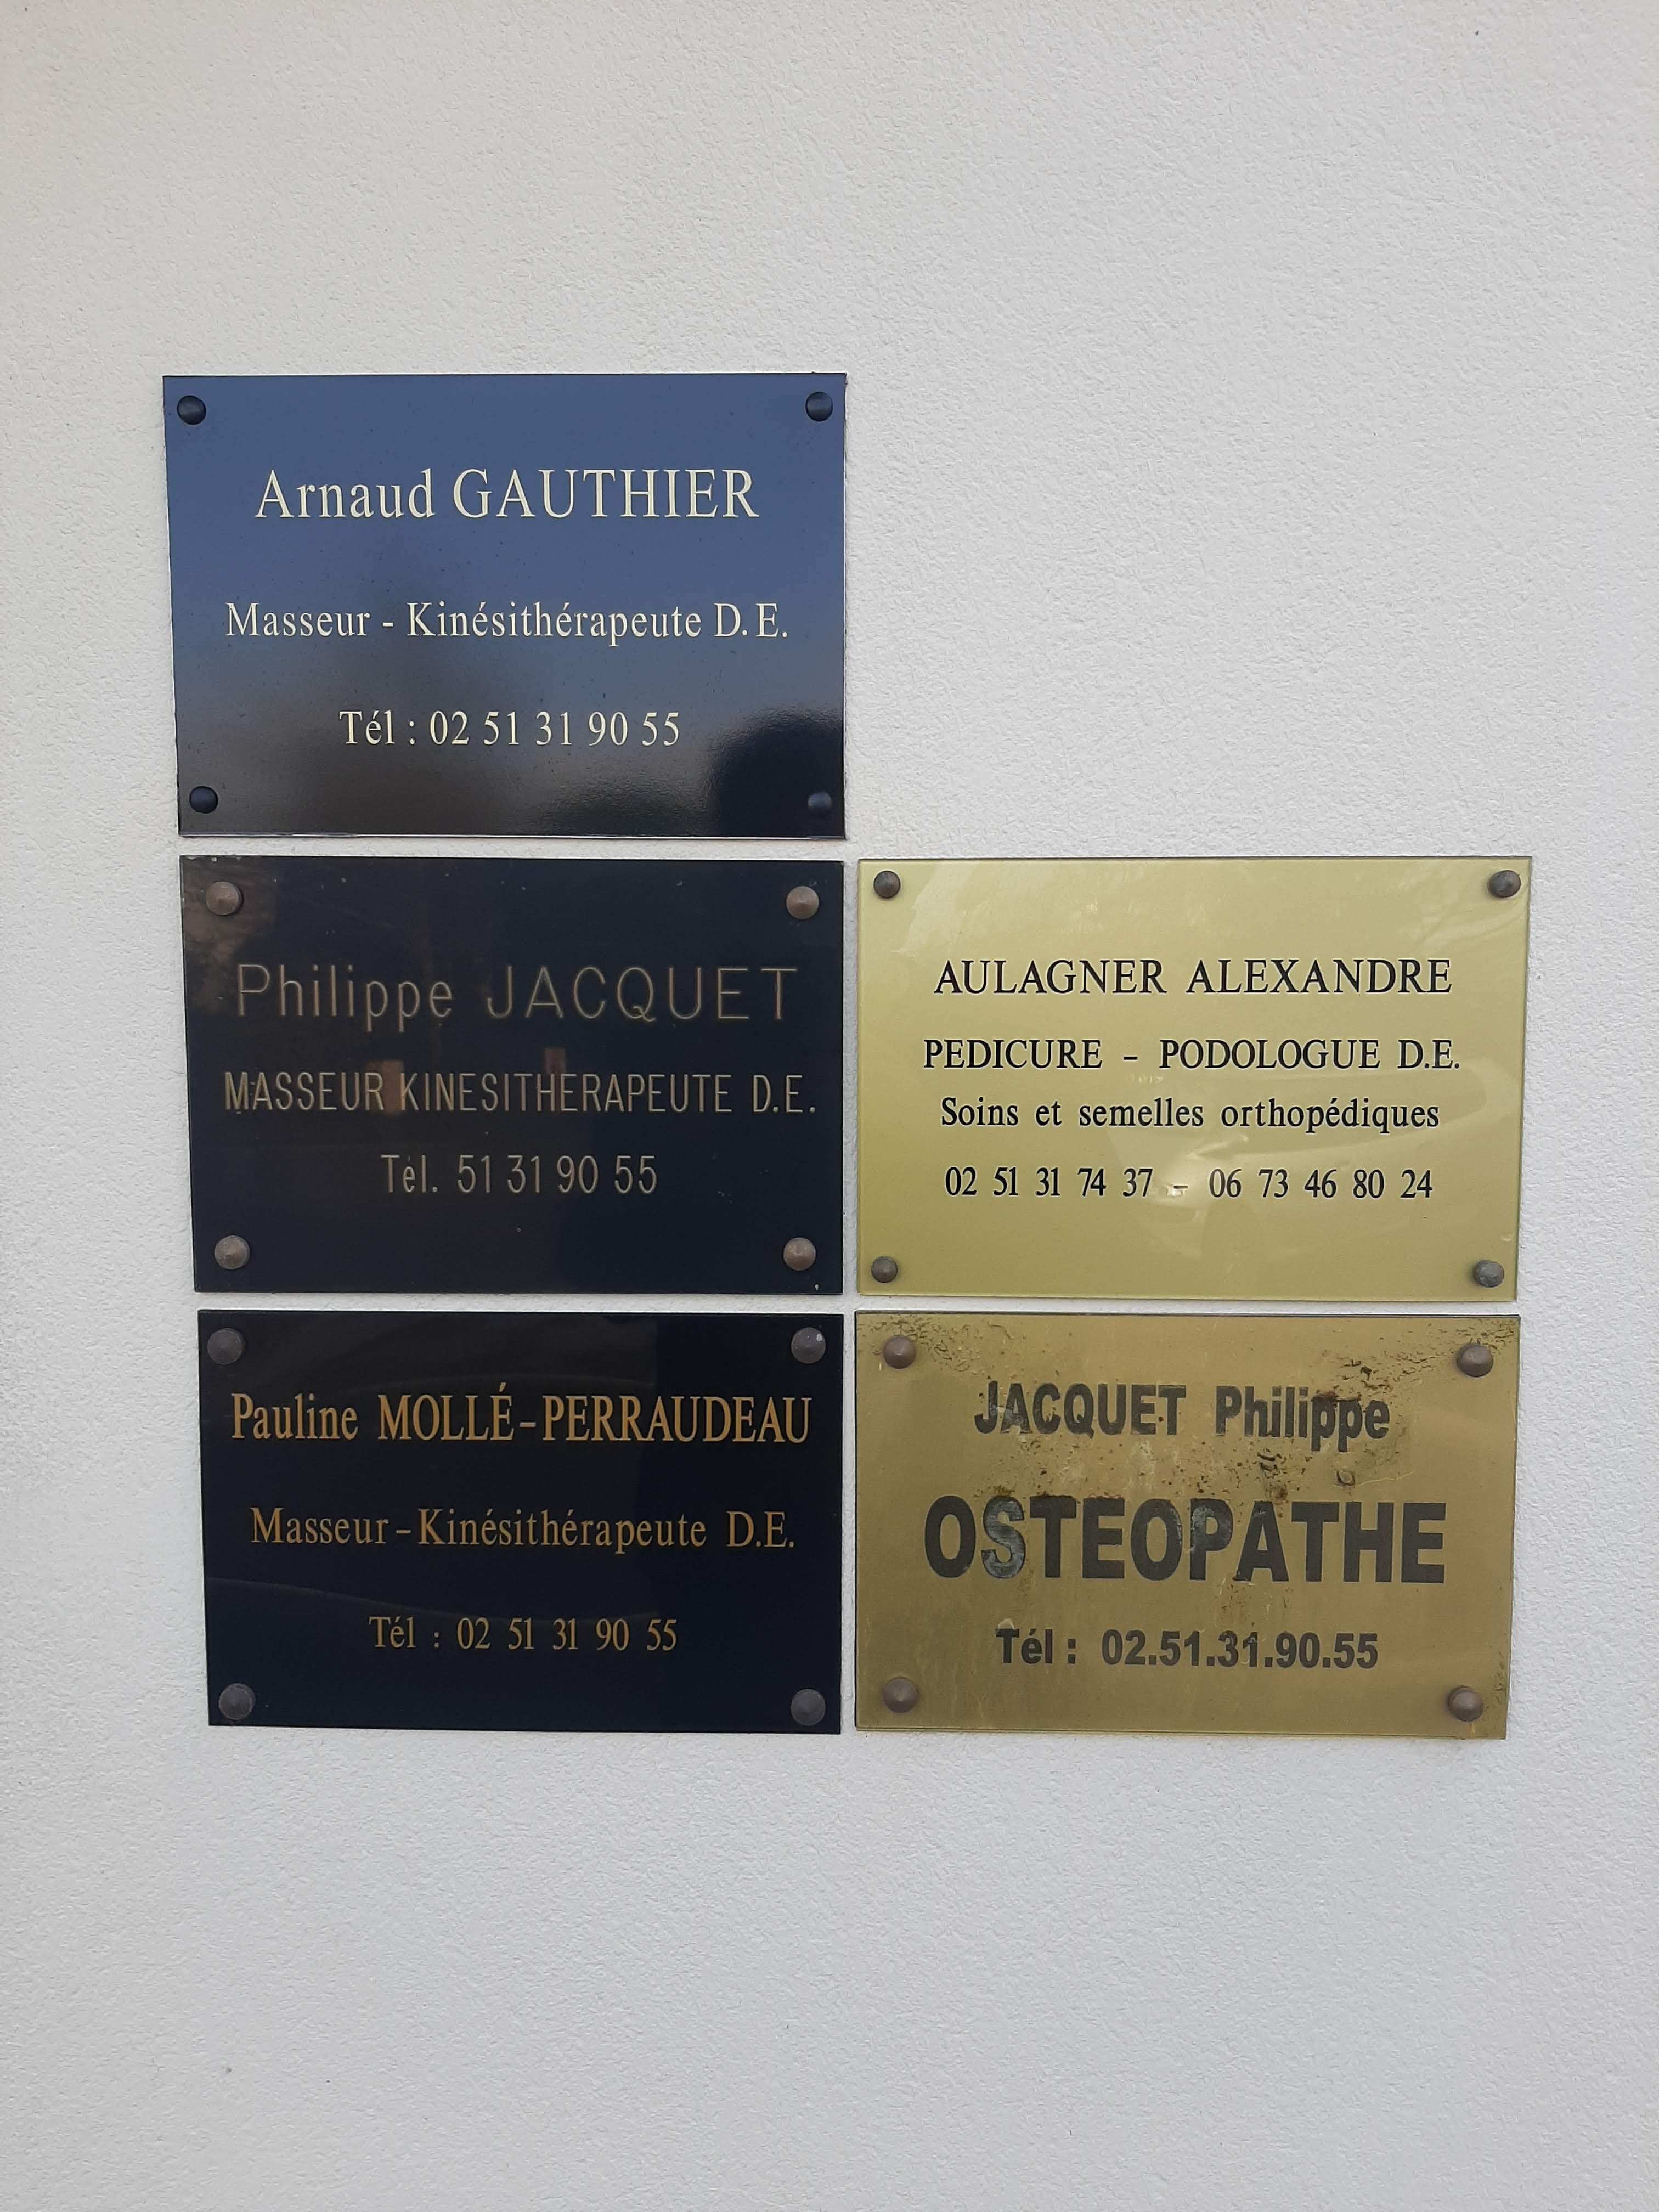 Arnaud GAUTHIER
Masseur - Kinésithérapeute D.E.
Tél : 02 51 31 90 55
Philippe JACQUET
MASSEUR KINESITHERAPEUTE D.E.
Tél. 51 31 90 55
Pauline MOLLÉ-PERRAUDEAU
Masseur-Kinésithérapeute D.E.
Tél : 02 51 31 90 55
AULAGNER ALEXANDRE
PEDICURE - PODOLOGUE D.E.
Soins et semelles orthopédiques
02 51 31 74 37 - 06 73 46 80 24
JACQUET Philippe
OSTEOPATHE
Tél : 02.51.31.90.55